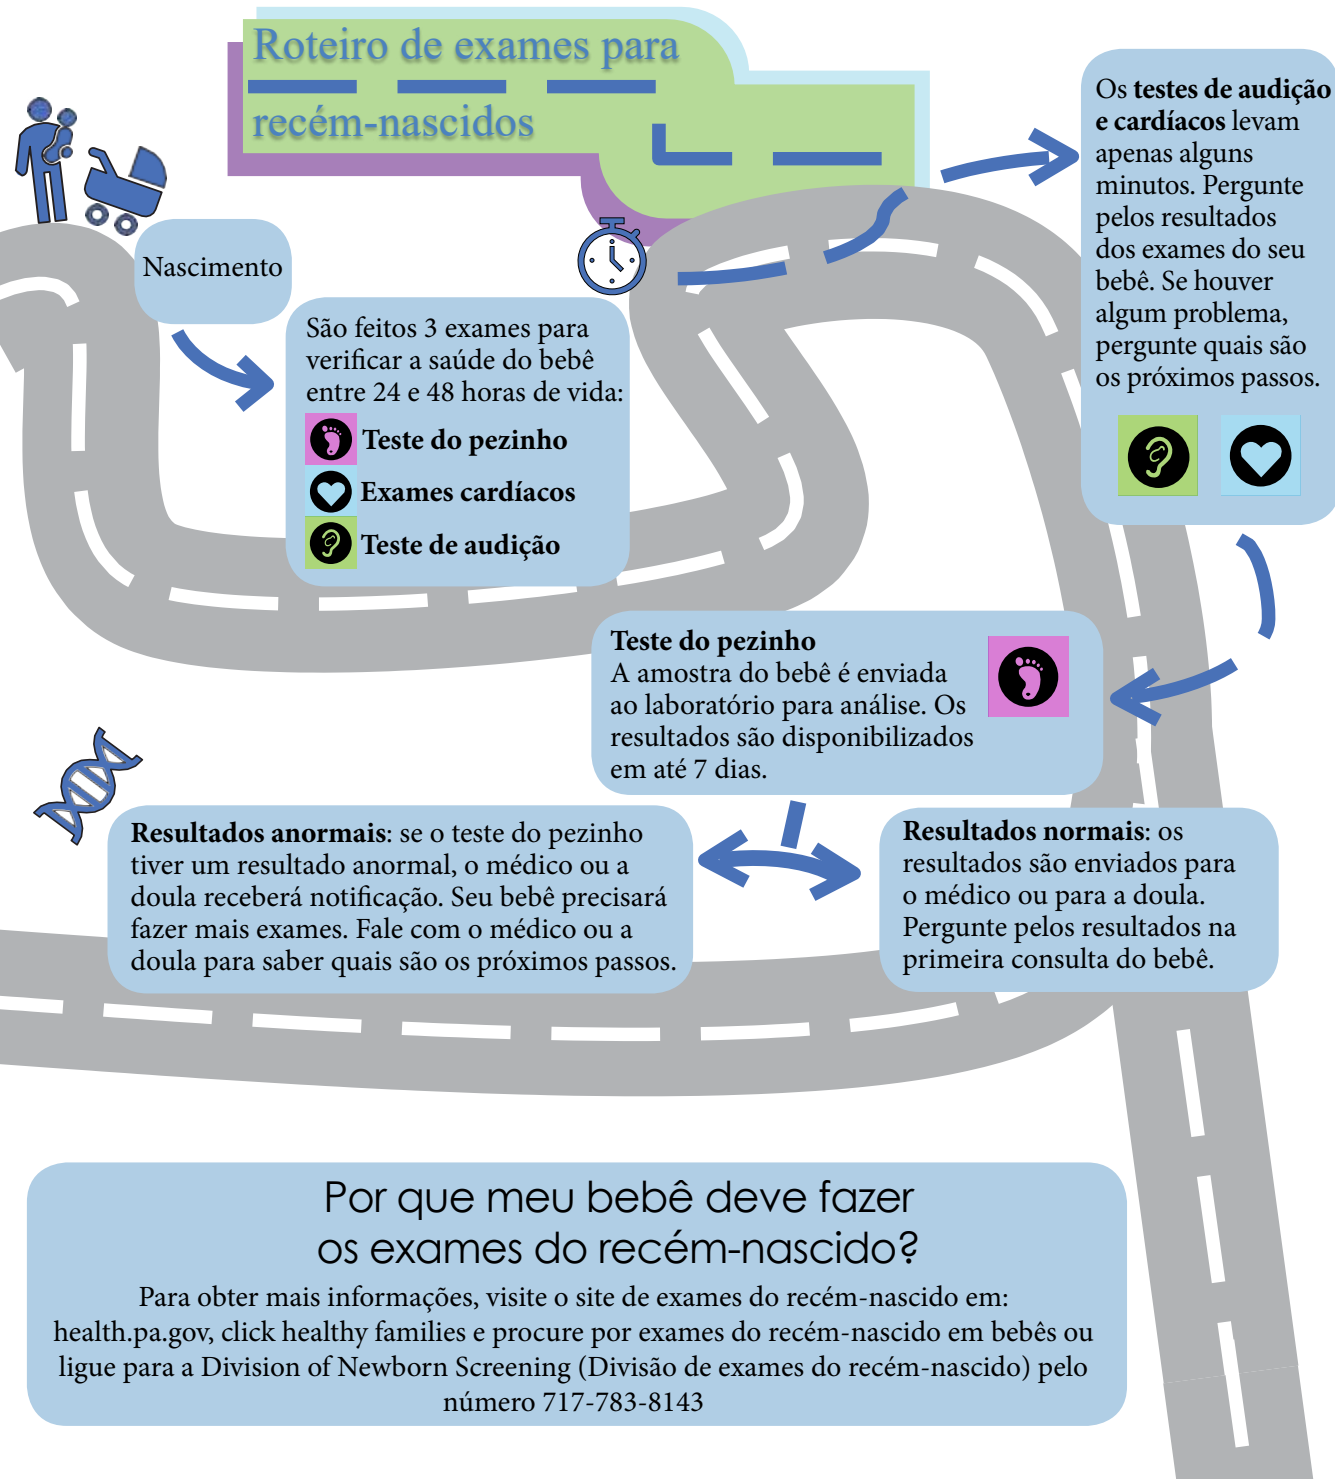 Roteiro de exames para
recém-nascidos
Nascimento
São feitos 3 exames para
verificar a saúde do bebê
entre 24 e 48 horas de vida:
Teste do pezinho
Exames cardíacos
Teste de audição
Os testes de audição
e cardíacos levam
apenas alguns
minutos. Pergunte
pelos resultados
dos exames do seu
bebê. Se houver
algum problema,
pergunte quais são
os próximos passos.
Teste do pezinho
A amostra do bebê é enviada
ao laboratório para análise. Os
resultados são disponibilizados
em até 7 dias.
Resultados anormais: se o teste do pezinho
tiver um resultado anormal, o médico ou a
doula receberá notificação. Seu bebê precisará
fazer mais exames. Fale com o médico ou a
doula para saber quais são os próximos passos.
Resultados normais: os
resultados são enviados para
o médico ou para a doula.
Pergunte pelos resultados na
primeira consulta do bebê.
Por que meu bebê deve fazer
os exames do recém-nascido?
Para obter mais informações, visite o site de exames do recém-nascido em:
health.pa.gov, click healthy families e procure por exames do recém-nascido em bebês ou
ligue para a Division of Newborn Screening (Divisão de exames do recém-nascido) pelo
número 717-783-8143